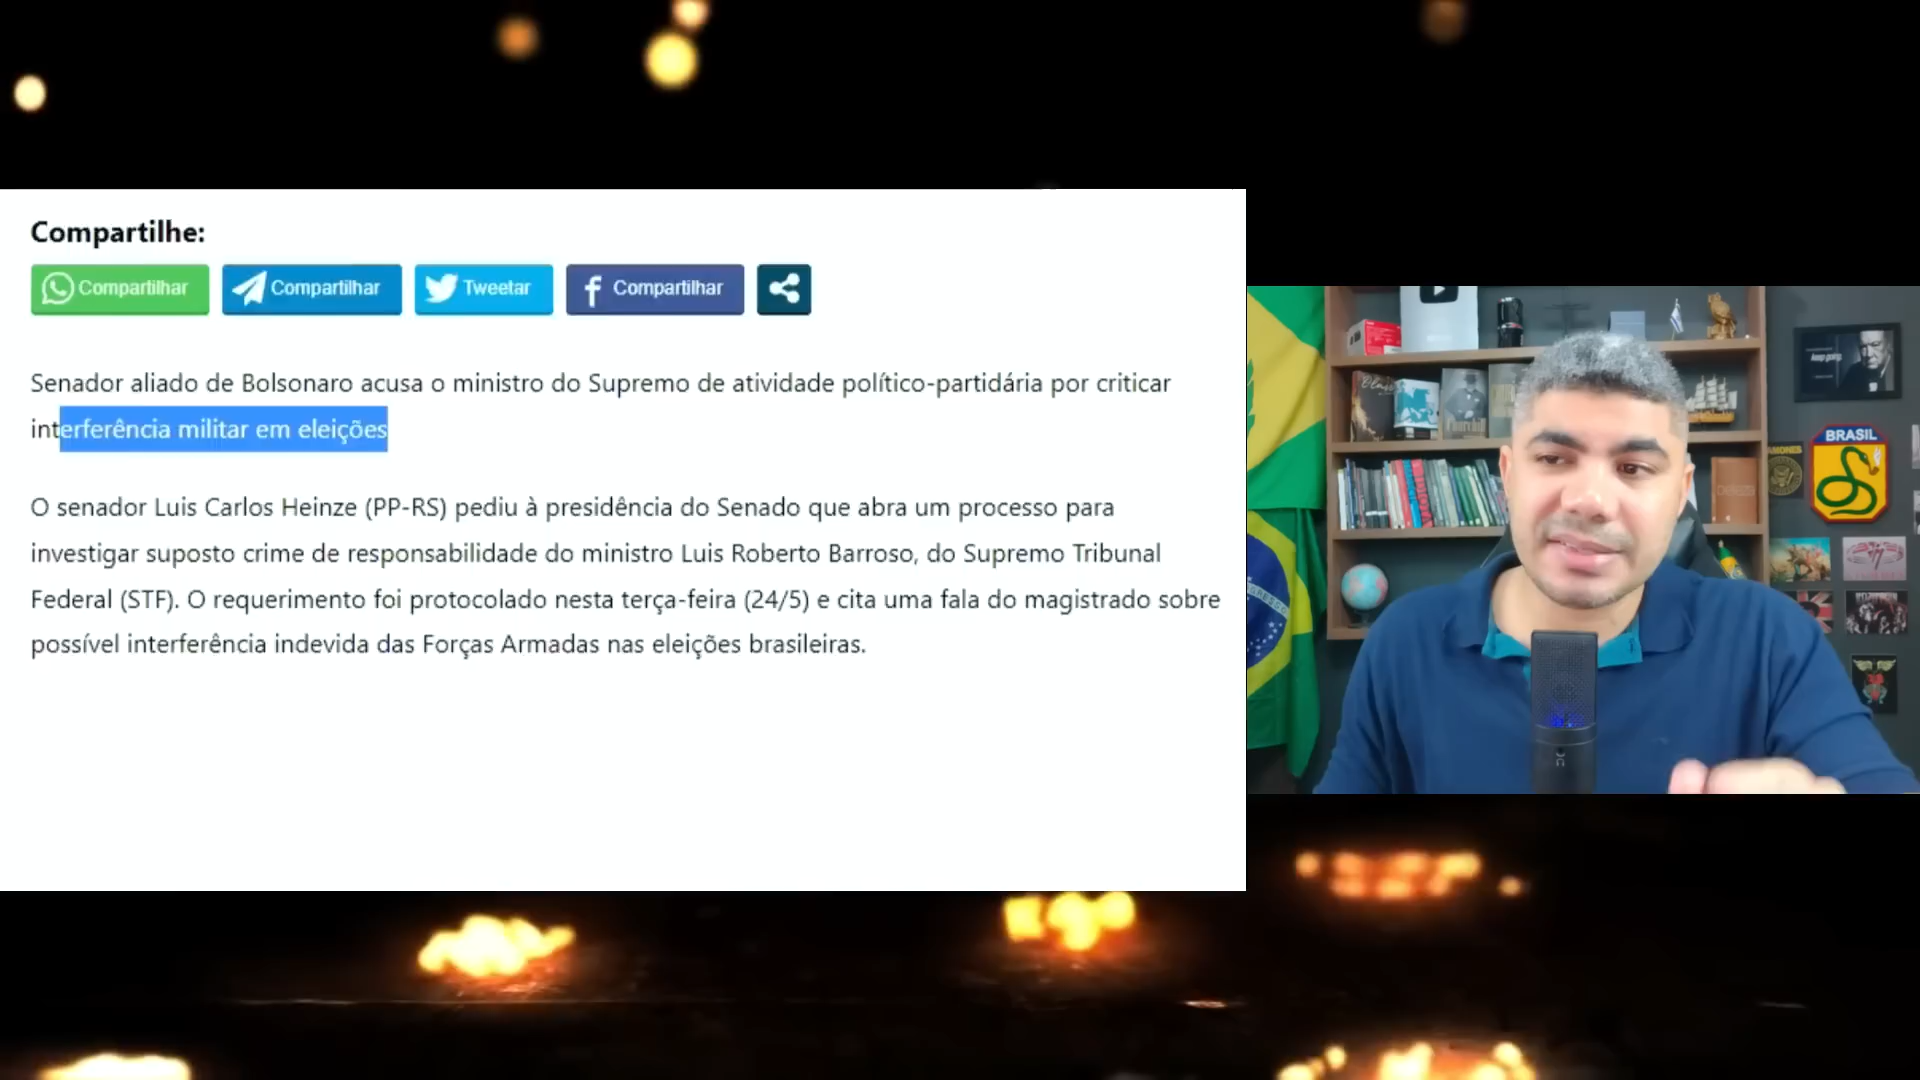 Compartilhe:
Compartilhar
Compartilhar
Tweetar
Compartilhar
Senador aliado de Bolsonaro acusa o ministro do Supremo de atividade político-partidária por criticar
interferência militar em eleições
O senador Luis Carlos Heinze (PP-RS) pediu à presidência do Senado que abra um processo para
investigar suposto crime de responsabilidade do ministro Luis Roberto Barroso, do Supremo Tribunal
Federal (STF). O requerimento foi protocolado nesta terça-feira (24/5) e cita uma fala do magistrado sobre
possível interferência indevida das Forças Armadas nas eleições brasileiras.
keep going.
BRASIL